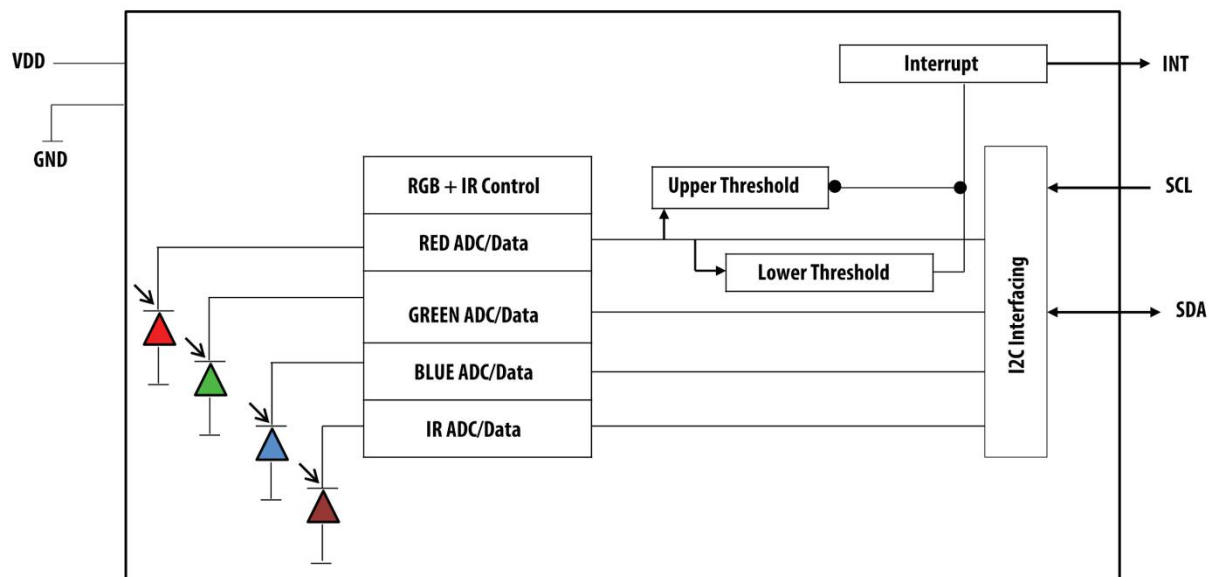 VDD
GND
Interrupt
INT
RGB + IR Control
Upper Threshold
SCL
RED ADC/Data
Lower Threshold
GREEN ADC/Data
SDA
I2C Interfacing
BLUE ADC/Data
IR ADC/Data